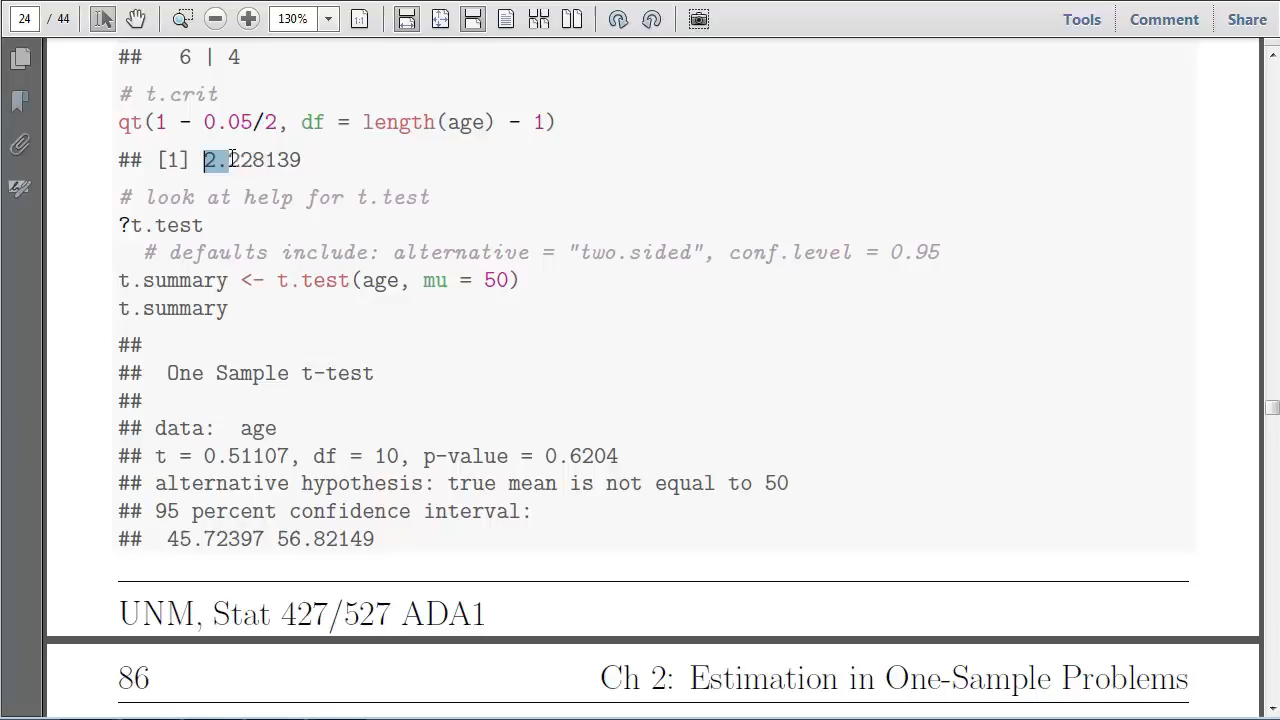 24 / 44 130% Tools Comment Share
## 6 | 4
# t.crit
qt(1 - 0.05/2, df = length(age) - 1)
## [1] 2.228139
# look at help for t.test
?t.test
# defaults include: alternative = "two.sided", conf.level = 0.95
t.summary <- t.test(age, mu = 50)
t.summary
##
## One Sample t-test
##
## data: age
## t = 0.51107, df = 10, p-value = 0.6204
## alternative hypothesis: true mean is not equal to 50
## 95 percent confidence interval:
## 45.72397 56.82149
UNM, Stat 427/527 ADA1
86 Ch 2: Estimation in One-Sample Problems